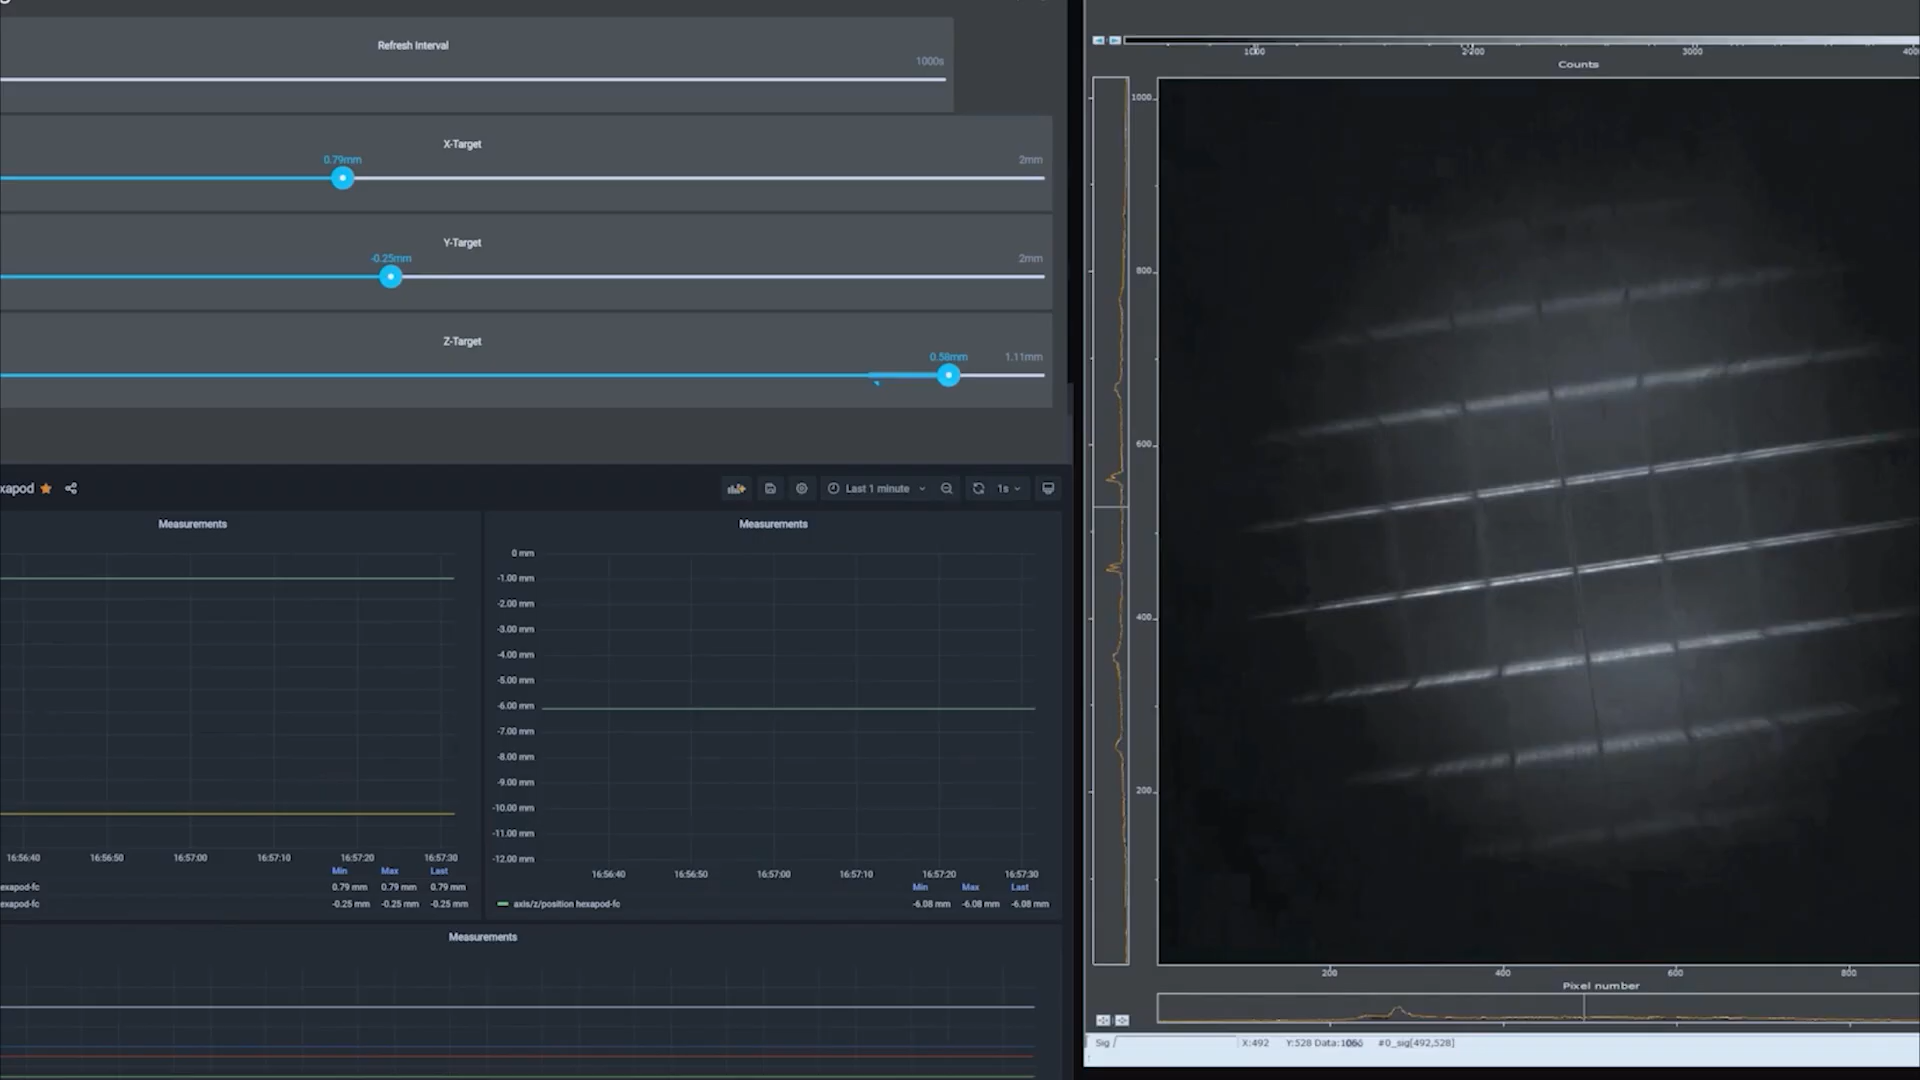 Refresh Interval
1000s
X-Target
0.79mm
2mm
Y-Target
-0.25mm
2mm
Z-Target
0.58mm
1.11mm
xapod
Last 1 minute
1s
Measurements
16:56:40
16:56:50
16:57:00
16:57:10
16:57:20
16:57:30
Min Max Last
exapod-fc 0.79 mm 0.79 mm 0.79 mm
exapod-fc -0.25 mm -0.25 mm -0.25 mm
Measurements
0 mm
-1.00 mm
-2.00 mm
-3.00 mm
-4.00 mm
-5.00 mm
-6.00 mm
-7.00 mm
-8.00 mm
-9.00 mm
-10.00 mm
-11.00 mm
-12.00 mm
16:56:40
16:56:50
16:57:00
16:57:10
16:57:20
16:57:30
Min Max Last
axis/z/position hexapod-fc -6.08 mm -6.08 mm -6.08 mm
Measurements
1000
3000
Counts
1000
800
600
400
200
200
400
600
800
Pixel number
Sig
X:492 Y:528 Data: #0_sig[492,528]